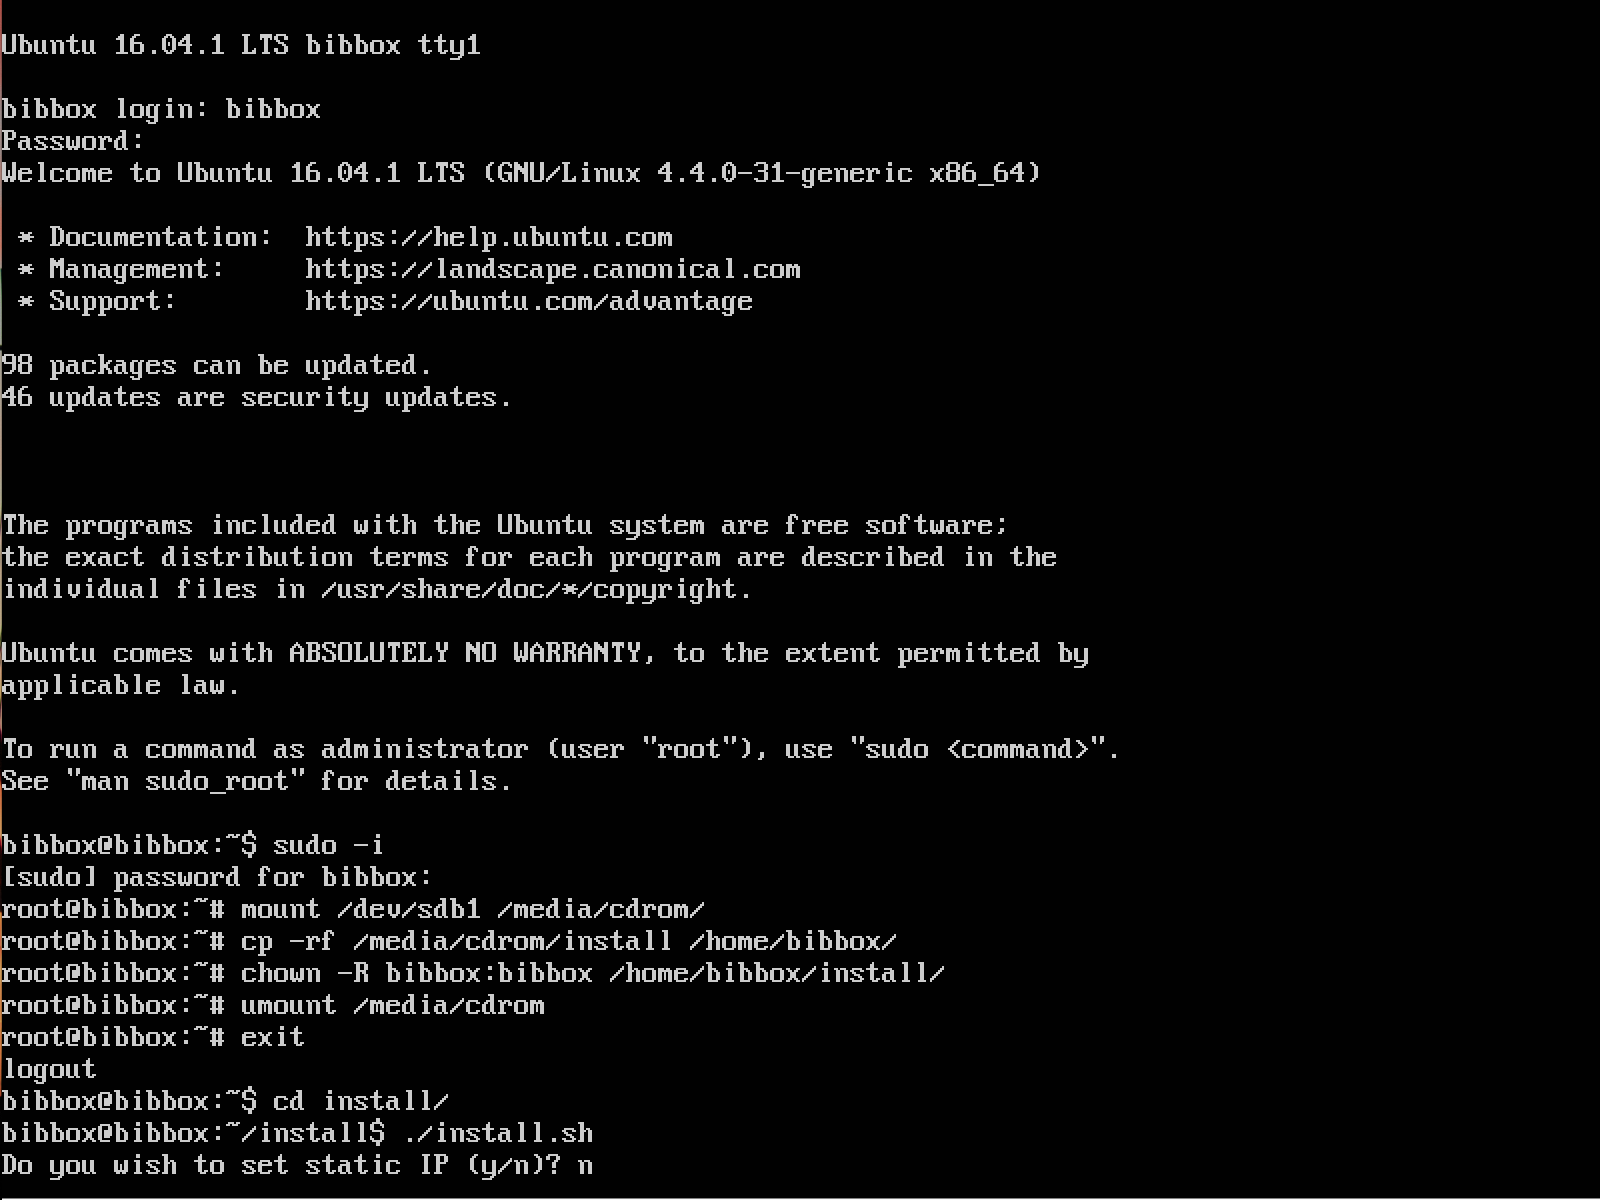 Ubuntu 16.04.1 LTS bibbox tty1
bibbox login: bibbox
Password:
Welcome to Ubuntu 16.04.1 LTS (GNU/Linux 4.4.0-31-generic x86_64)
* Documentation:  https://help.ubuntu.com
* Management:     https://landscape.canonical.com
* Support:        https://ubuntu.com/advantage
98 packages can be updated.
46 updates are security updates.
The programs included with the Ubuntu system are free software;
the exact distribution terms for each program are described in the
individual files in /usr/share/doc/*/copyright.
Ubuntu comes with ABSOLUTELY NO WARRANTY, to the extent permitted by
applicable law.
To run a command as administrator (user "root"), use "sudo <command>".
See "man sudo_root" for details.
bibbox@bibbox:~$ sudo -i
[sudo] password for bibbox:
root@bibbox:~# mount /dev/sdb1 /media/cdrom/
root@bibbox:~# cp -rf /media/cdrom/install /home/bibbox/
root@bibbox:~# chown -R bibbox:bibbox /home/bibbox/install/
root@bibbox:~# umount /media/cdrom
root@bibbox:~# exit
logout
bibbox@bibbox:~$ cd install/
bibbox@bibbox:~/install$ ./install.sh
Do you wish to set static IP (y/n)? n